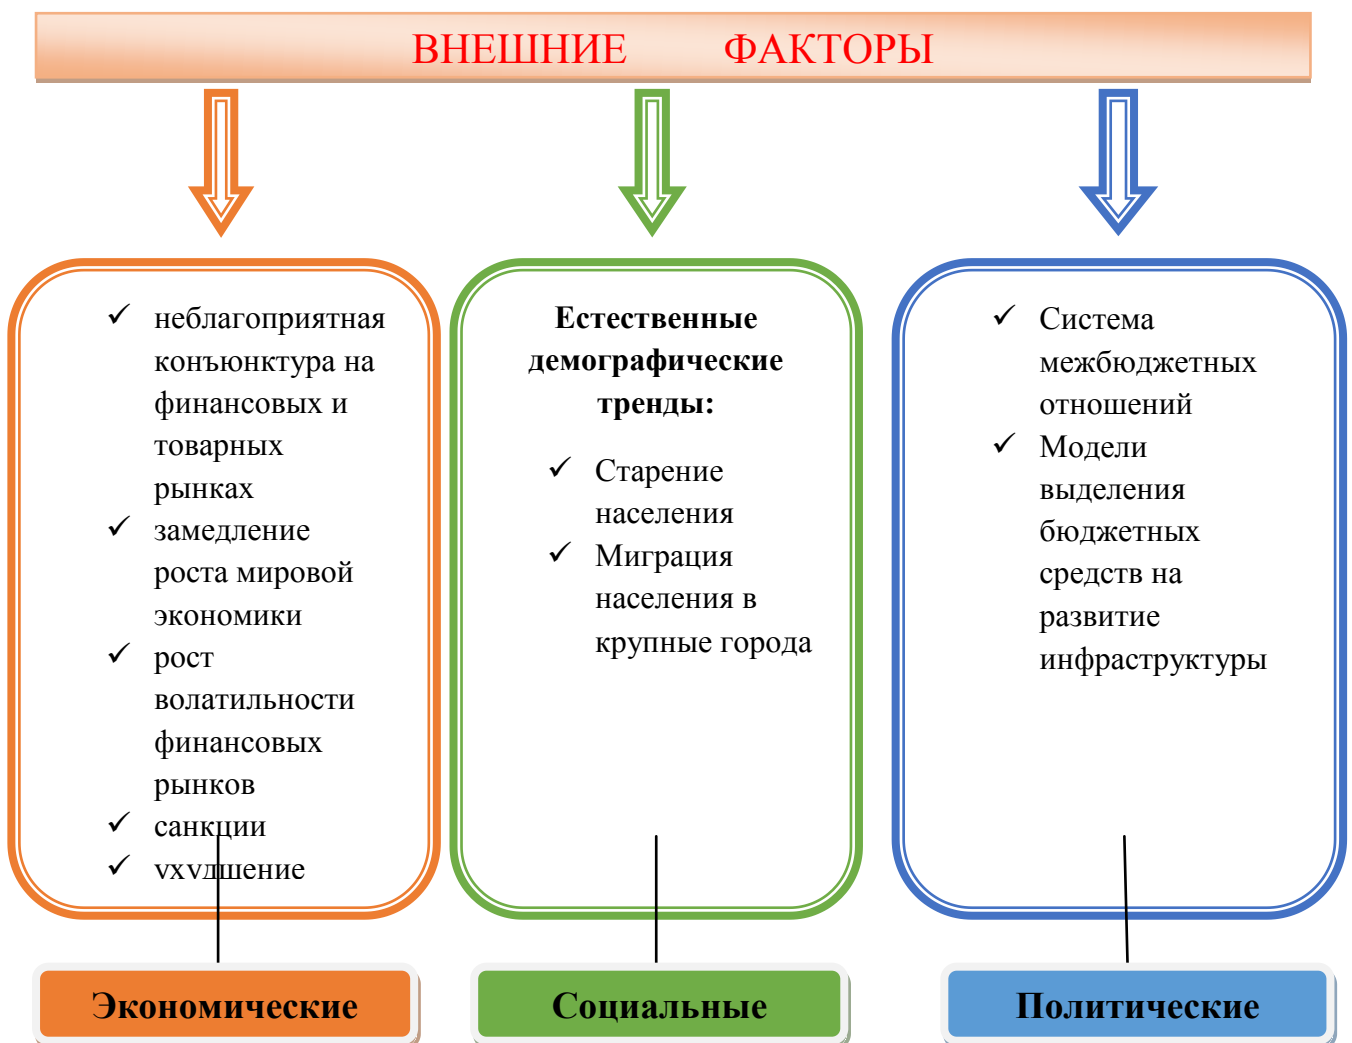 ВНЕШНИЕ ФАКТОРЫ
неблагоприятная
конъюнктура на
финансовых и
товарных
рынках
замедление
роста мировой
экономики
рост
волатильности
финансовых
рынков
санкции
ухудшение
Естественные
демографические
тренды:
Старение
населения
Миграция
населения в
крупные города
Система
межбюджетных
отношений
Модели
выделения
бюджетных
средств на
развитие
инфраструктуры
Экономические
Социальные
Политические